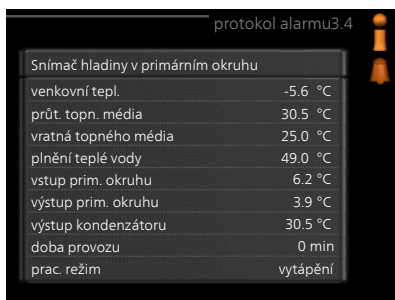 protokol alarmu3.4
Snímač hladiny v primárním okruhu
venkovní tepl. -5.6 °C
průt. topn. média 30.5 °C
vratná topného média 25.0 °C
plnění teplé vody 49.0 °C
vstup prim. okruhu 6.2 °C
výstup prim. okruhu 3.9 °C
výstup kondenzátoru 30.5 °C
doba provozu 0 min
prac. režim vytápění